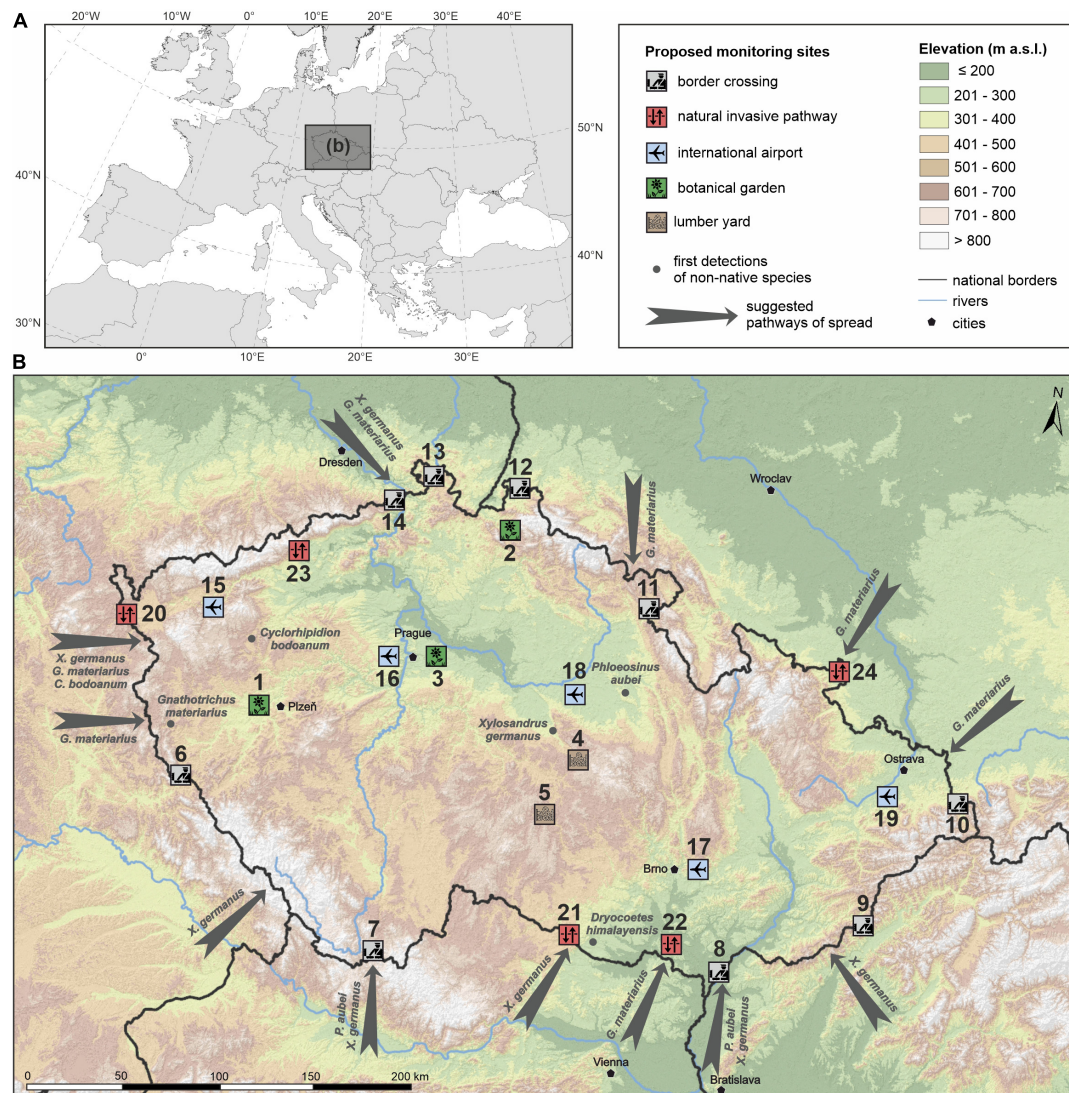 A
20°W
10°W
0°
10°E
20°E
30°E
40°E
50°N
40°N
40°N
30°N
0°
10°E
20°E
30°E
(b)
Proposed monitoring sites
border crossing
natural invasive pathway
international airport
botanical garden
lumber yard
first detections
of non-native species
suggested
pathways of spread
Elevation (m a.s.l.)
≤ 200
201 - 300
301 - 400
401 - 500
501 - 600
601 - 700
701 - 800
> 800
national borders
rivers
cities
B
N
X. germanus
G. materiarius
Dresden
13
12
14
2
Wroclav
G. materiarius
23
11
15
20
Cyclorhipidion
bodoanum
Prague
16
3
18
Phloeosinus
aubei
G. materiarius
24
X. germanus
G. materiarius
C. bodoanum
1
Plzeň
Gnathotrichus
materiarius
G. materiarius
Xylosandrus
germanus
4
G. materiarius
6
5
Ostrava
19
10
17
Brno
X. germanus
7
21
Dryocoetes
himalayensis
22
8
9
P. aubei
X. germanus
X. germanus
G. materiarius
P. aubei
X. germanus
X. germanus
Vienna
Bratislava
0
50
100
150
200 km